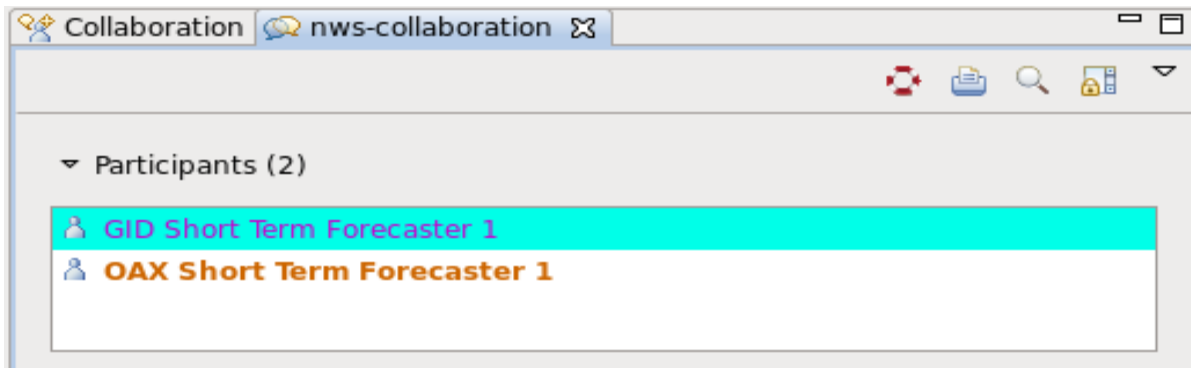 Collaboration nws-collaboration
Participants (2)
GID Short Term Forecaster 1
OAX Short Term Forecaster 1